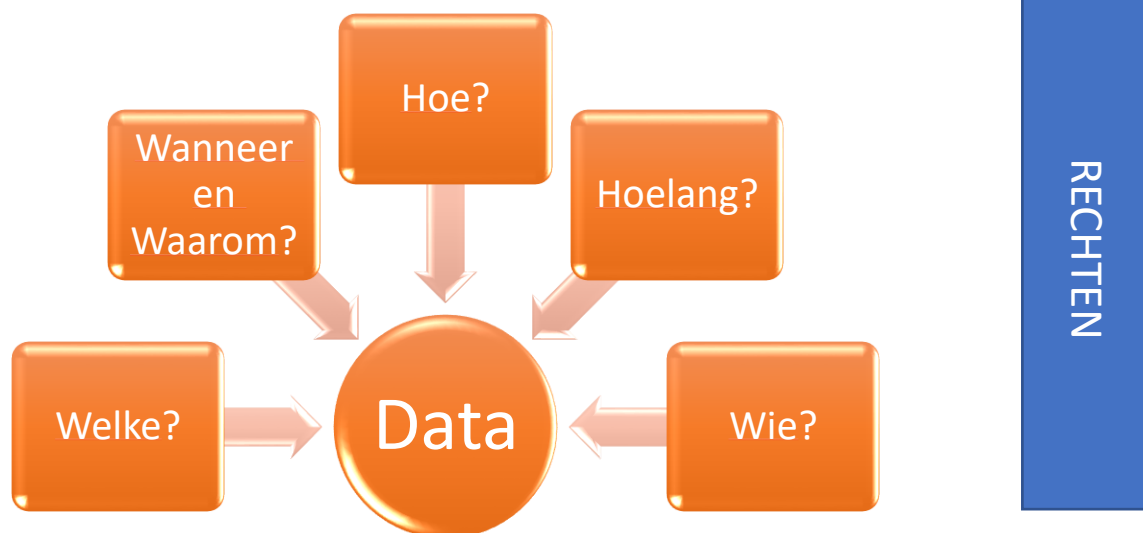 Hoe?
Wanneer
en
Waarom?
Hoelang?
Welke?
Data
Wie?
RECHTEN